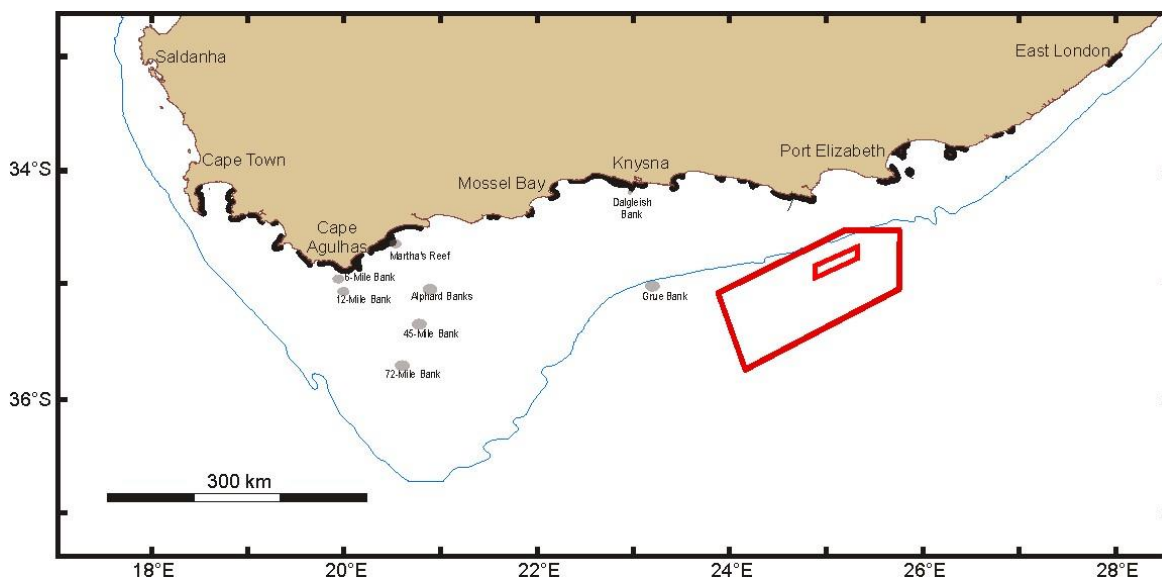 East London
Saldanha
Port Elizabeth
34°S
Cape Town
Knysna
Mossel Bay
Dalgleish
Bank
Cape
Agulhas
Martha's Reef
6-Mile Bank
12-Mile Bank
Alphard Banks
Grue Bank
45-Mile Bank
72-Mile Bank
36°S
300 km
18°E
20°E
22°E
24°E
26°E
28°E